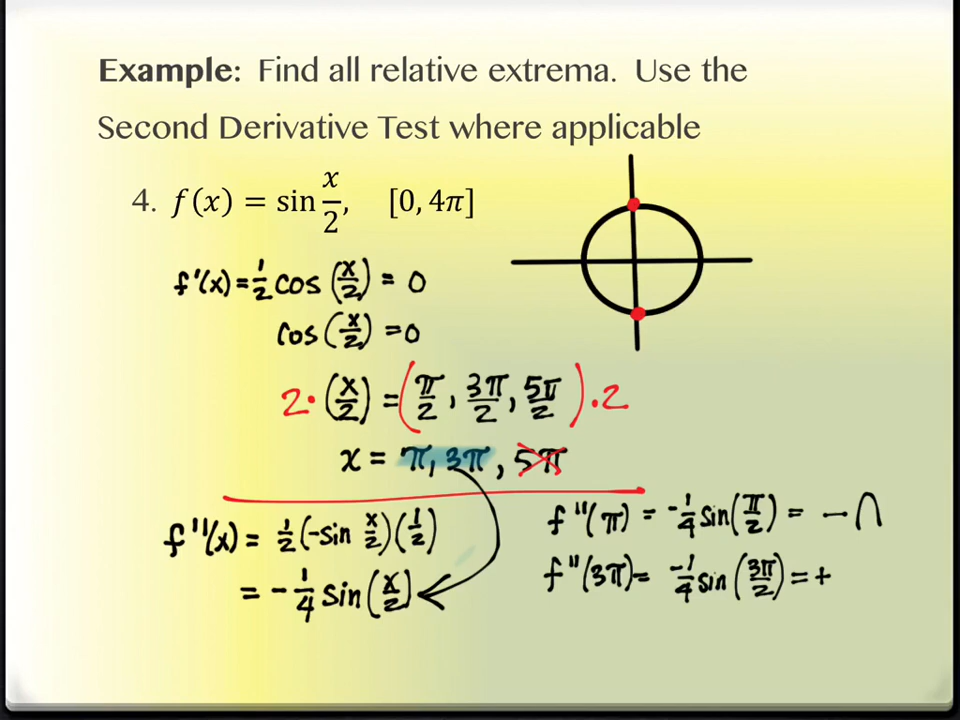 Example: Find all relative extrema. Use the
Second Derivative Test where applicable
4. f(x) = sin x/2, [0, 4π]
f'(x) = 1/2 cos (x/2) = 0
cos (x/2) = 0
2 · (x/2) = (π/2, 3π/2, 5π/2) · 2
x = π, 3π, 5π
f''(x) = 1/2 (-sin x/2)(1/2)
= -1/4 sin (x/2)
f''(π) = -1/4 sin (π/2) = - ∩
f''(3π) = -1/4 sin (3π/2) = +